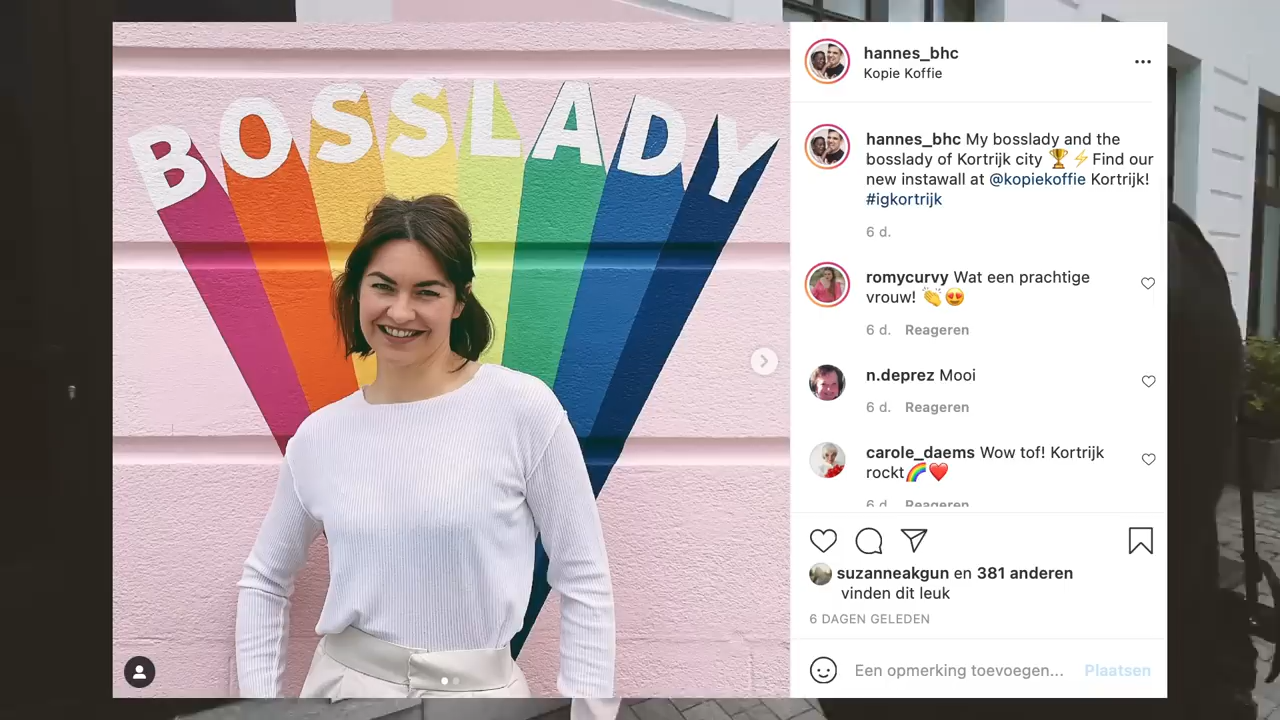 BOSSLADY
hannes_bhc
Kopie Koffie
hannes_bhc My bosslady and the
bosslady of Kortrijk city 🏆⚡Find our
new instawall at @kopiekoffie Kortrijk!
#igkortrijk
6 d.
romycurvy Wat een prachtige
vrouw! 👏😍
6 d. Reageren
n.deprez Mooi
6 d. Reageren
carole_daems Wow tof! Kortrijk
rockt🌈❤️
6 d. Reageren
suzanneakgun en 381 anderen
vinden dit leuk
6 DAGEN GELEDEN
Een opmerking toevoegen... Plaatsen